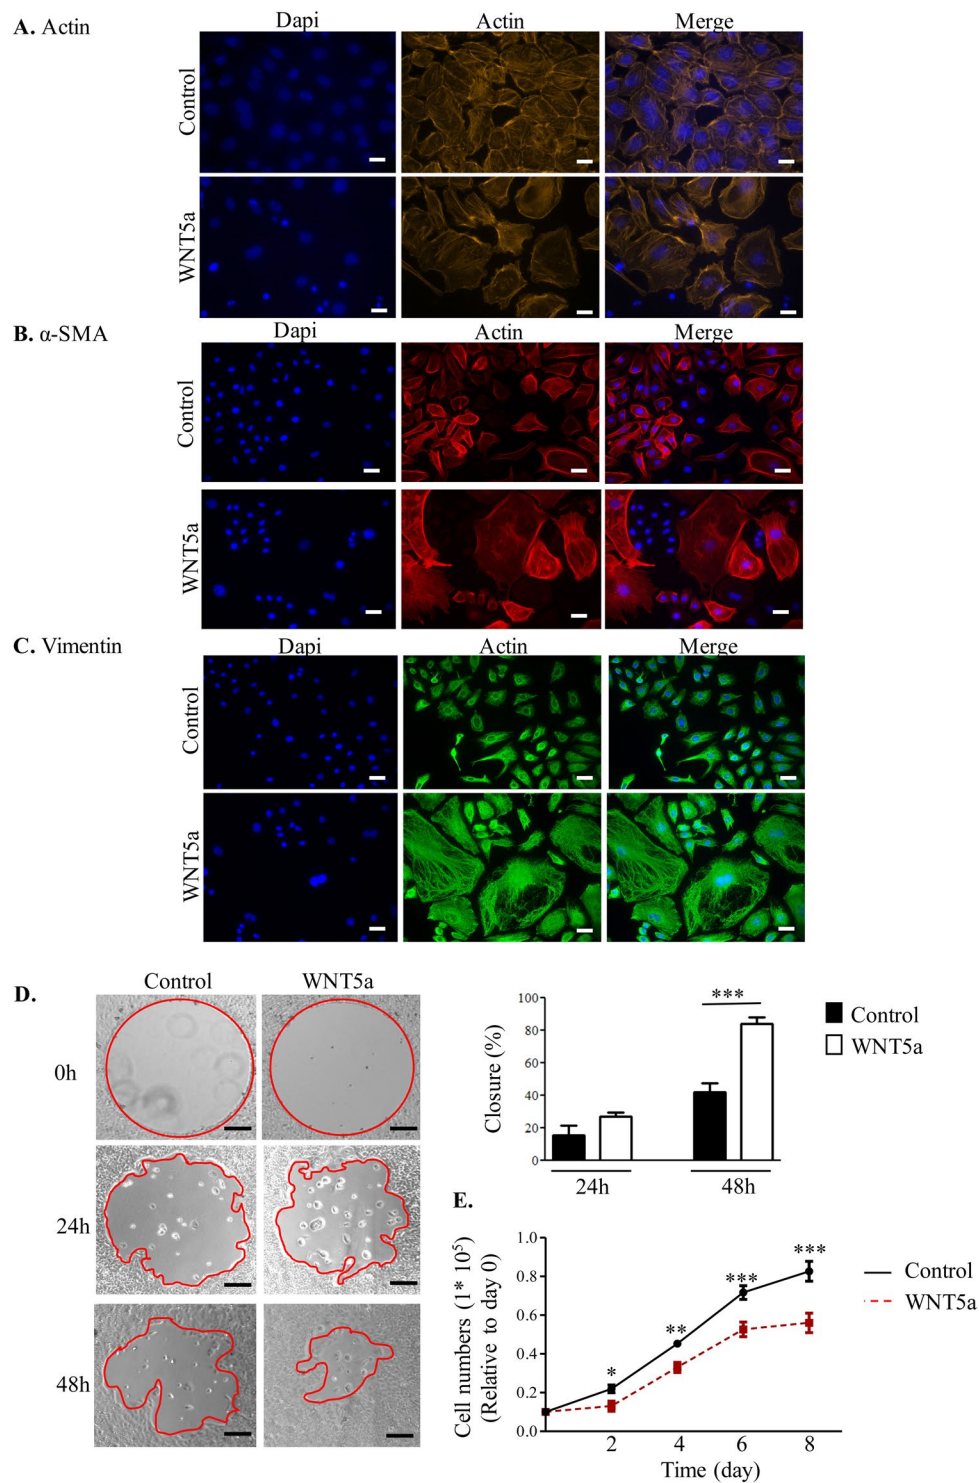 A. Actin
Dapi Actin Merge
Control
WNT5a
B. α-SMA
Dapi Actin Merge
Control
WNT5a
C. Vimentin
Dapi Actin Merge
Control
WNT5a
D.
Control WNT5a
0h
24h
48h
Closure (%)
100
80
60
40
20
0
***
24h 48h
Control
WNT5a
E.
Cell numbers (1* 10⁵)
(Relative to day 0)
1.0
0.8
0.6
0.4
0.2
0.0
* ** *** ***
2 4 6 8
Time (day)
Control
WNT5a